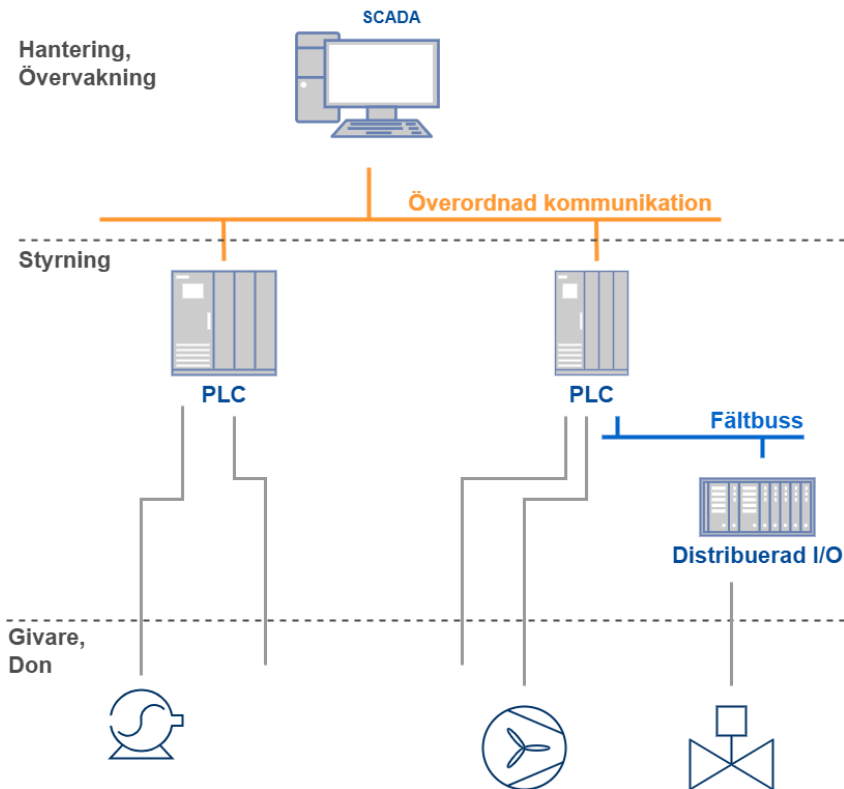 SCADA
Hantering,
Övervakning
Överordnad kommunikation
Styrning
PLC
PLC
Fältbuss
Distribuerad I/O
Givare,
Don